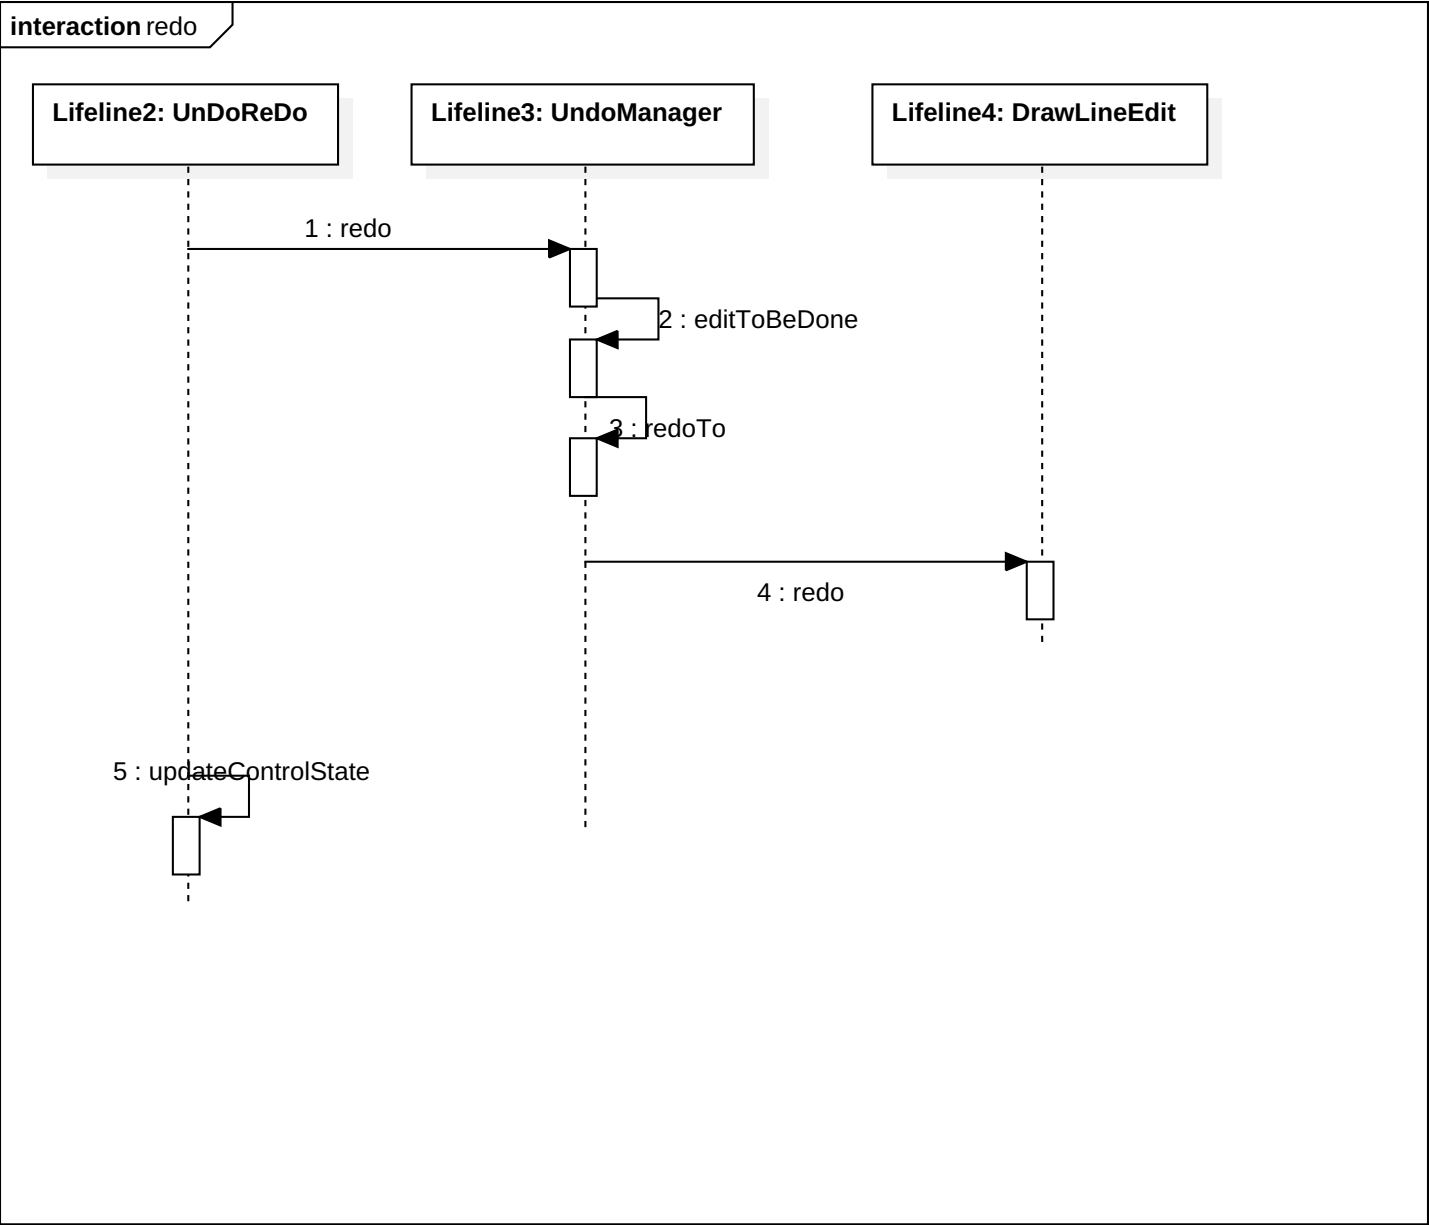 interaction redo
Lifeline2: UnDoReDo
Lifeline3: UndoManager
Lifeline4: DrawLineEdit
1 : redo
2 : editToBeDone
3 : redoTo
4 : redo
5 : updateControlState